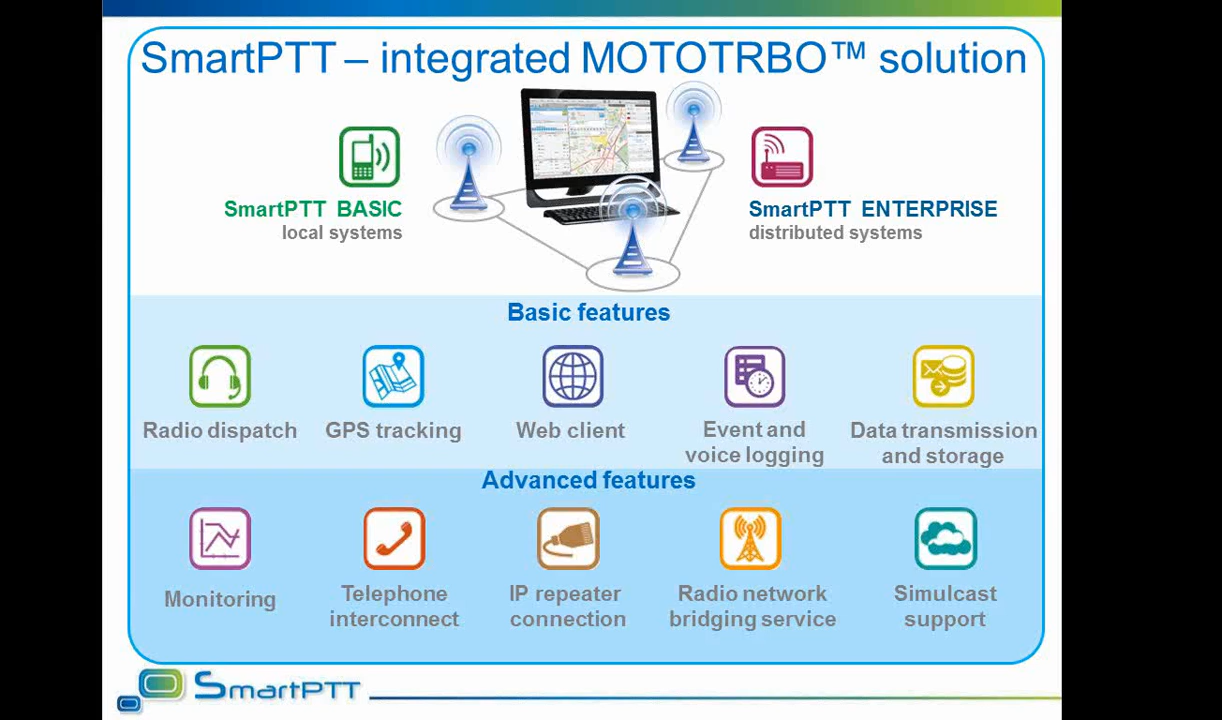 SmartPTT – integrated MOTOTRBO™ solution
SmartPTT BASIC
local systems
SmartPTT ENTERPRISE
distributed systems
Basic features
Radio dispatch
GPS tracking
Web client
Event and
voice logging
Data transmission
and storage
Advanced features
Monitoring
Telephone
interconnect
IP repeater
connection
Radio network
bridging service
Simulcast
support
SmartPTT